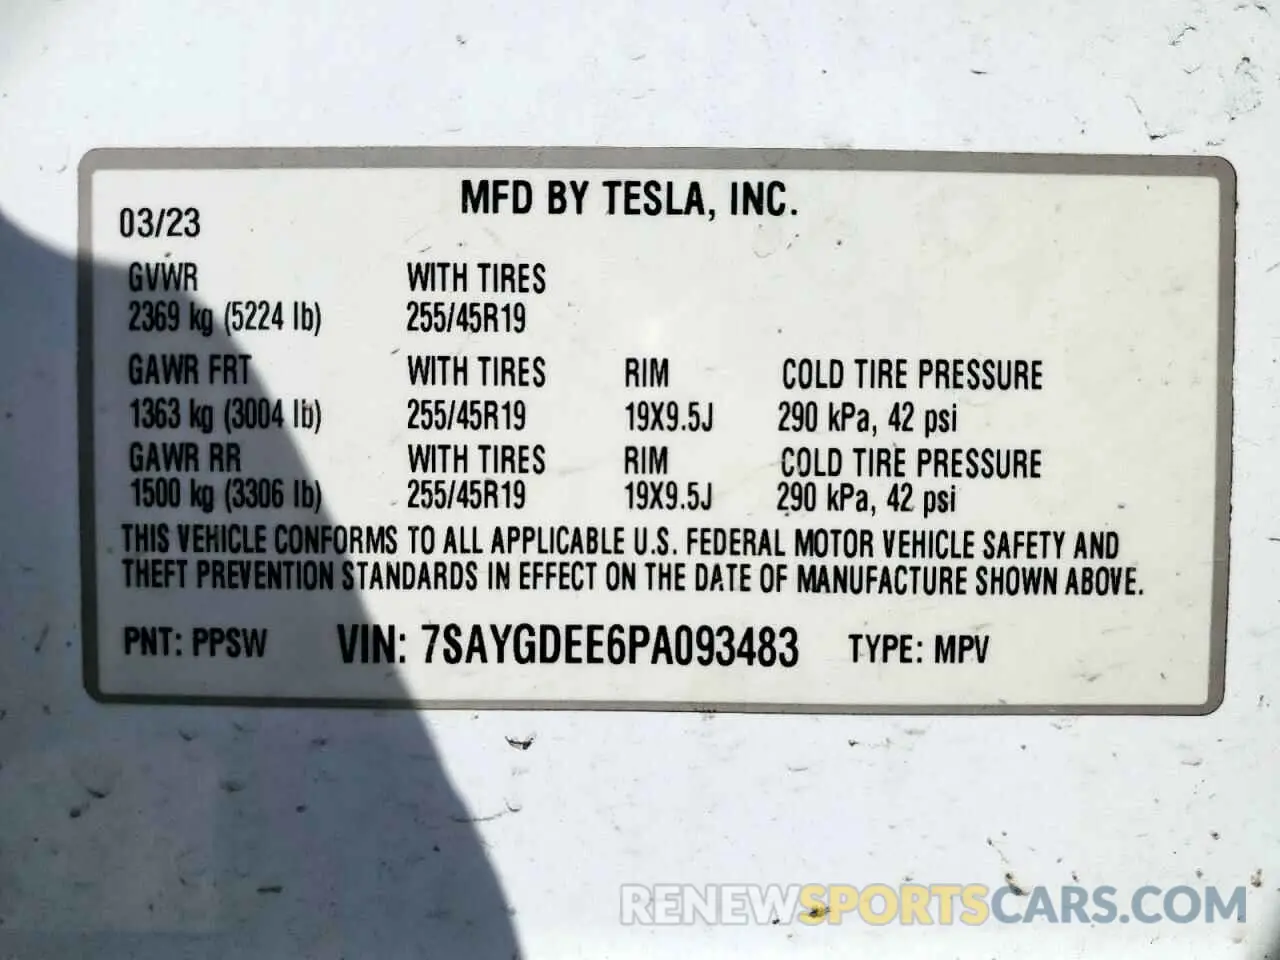 MFD BY TESLA, INC.
03/23
GVWR WITH TIRES
2369 kg (5224 lb) 255/45R19
GAWR FRT WITH TIRES RIM COLD TIRE PRESSURE
1363 kg (3004 lb) 255/45R19 19X9.5J 290 kPa, 42 psi
GAWR RR WITH TIRES RIM COLD TIRE PRESSURE
1500 kg (3306 lb) 255/45R19 19X9.5J 290 kPa, 42 psi
THIS VEHICLE CONFORMS TO ALL APPLICABLE U.S. FEDERAL MOTOR VEHICLE SAFETY AND
THEFT PREVENTION STANDARDS IN EFFECT ON THE DATE OF MANUFACTURE SHOWN ABOVE.
PNT: PPSW VIN: 7SAYGDEE6PA093483 TYPE: MPV
RENEWSPORTSCARS.COM